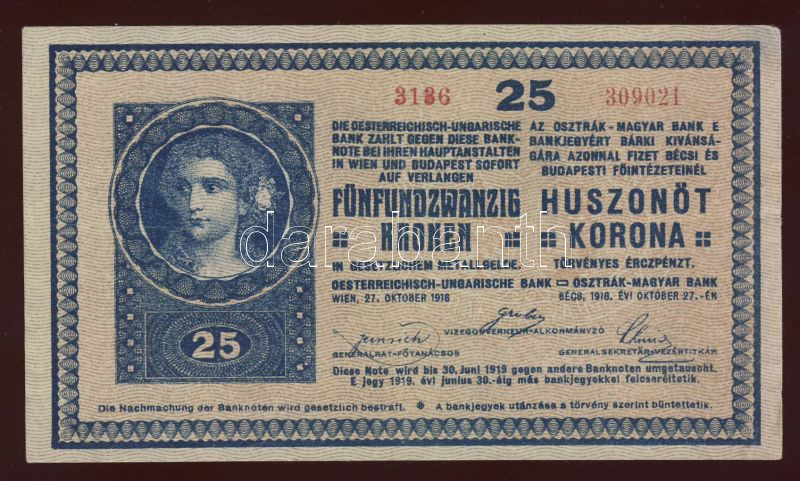 3136 25 309021
DIE OESTERREICHISCH-UNGARISCHE
BANK ZAHLT GEGEN DIESE BANK-
NOTE BEI IHREN HAUPTANSTALTEN
IN WIEN UND BUDAPEST SOFORT
AUF VERLANGEN
FÜNFUNDZWANZIG
KRONEN
IN GESETZLICHEM METALLGELDE.
AZ OSZTRÁK-MAGYAR BANK E
BANKJEGYÉRT BÁRKI KIVÁNSÁ-
GÁRA AZONNAL FIZET BÉCSI ÉS
BUDAPESTI FŐINTÉZETEINÉL
HUSZONÖT
KORONA
TÖRVÉNYES ÉRCZPÉNZT.
darabanth
OESTERREICHISCH-UNGARISCHE BANK OSZTRÁK-MAGYAR BANK
WIEN, 27. OKTOBER 1918 BÉCS, 1918. ÉVI OKTOBER 27.-ÉN
VIZEGOUVERNEUR-ALKORMÁNYZÓ
GENERALRAT-FŐTANÁCSOS GENERALSEKRETÄR-VEZÉRTITKÁR
Diese Note wird bis 30. Juni 1919 gegen andere Banknoten umgetauscht.
E jegy 1919. évi junius 30.-áig más bankjegyekkel felcseréltetik.
25
Die Nachmachung der Banknoten wird gesetzlich bestraft. A bankjegyek utánzása a törvény szerint büntettetik.